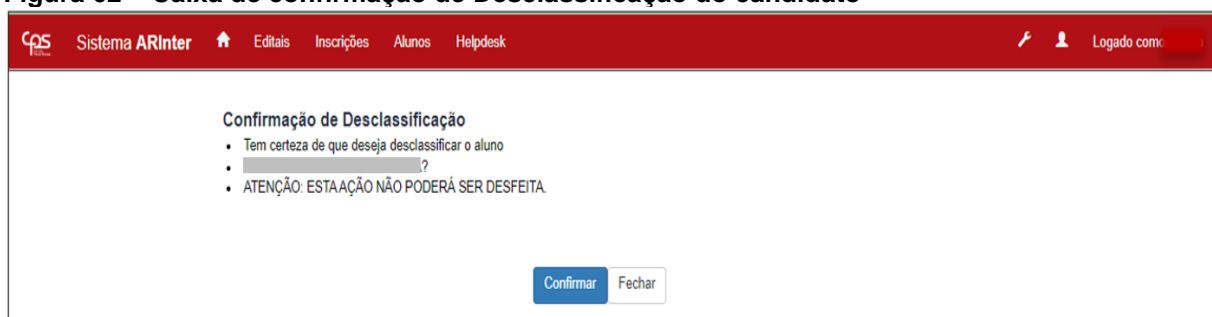 Figura 62 – Caixa de confirmação de Desclassificação do candidato
cps Sistema ARInter Editais Inscrições Alunos Helpdesk Logado como
Confirmação de Desclassificação
• Tem certeza de que deseja desclassificar o aluno
• ?
• ATENÇÃO: ESTA AÇÃO NÃO PODERÁ SER DESFEITA.
Confirmar Fechar